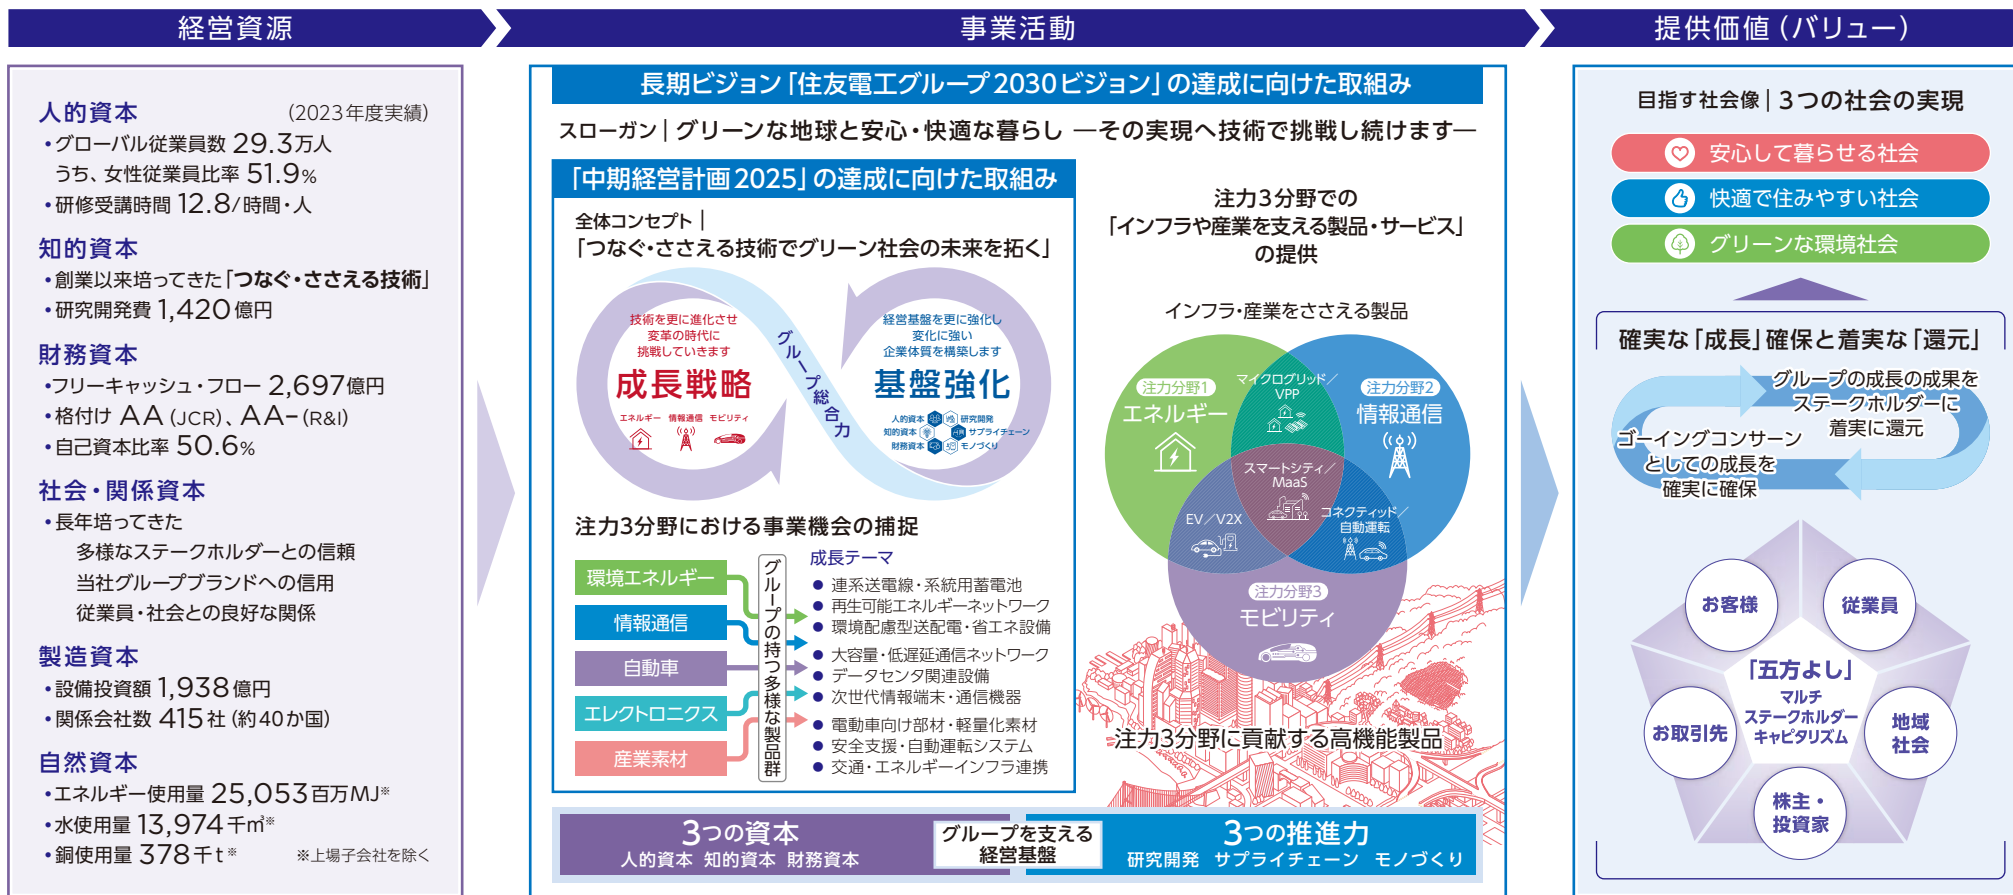 経営資源
事業活動
提供価値（バリュー）
人的資本
（2023年度実績）
・グローバル従業員数 29.3万人
うち、女性従業員比率 51.9%
・研修受講時間 12.8/時間・人
知的資本
・創業以来培ってきた「つなぐ・ささえる技術」
・研究開発費 1,420億円
財務資本
・フリーキャッシュ・フロー 2,697億円
・格付け AA（JCR）、AA−（R&I）
・自己資本比率 50.6%
社会・関係資本
・長年培ってきた
多様なステークホルダーとの信頼
当社グループブランドへの信用
従業員・社会との良好な関係
製造資本
・設備投資額 1,938億円
・関係会社数 415社（約40か国）
自然資本
・エネルギー使用量 25,053百万MJ※
・水使用量 13,974千㎥※
・銅使用量 378千t※
※上場子会社を除く
長期ビジョン「住友電工グループ2030ビジョン」の達成に向けた取組み
スローガン｜グリーンな地球と安心・快適な暮らし ―その実現へ技術で挑戦し続けます―
「中期経営計画2025」の達成に向けた取組み
全体コンセプト｜
「つなぐ・ささえる技術でグリーン社会の未来を拓く」
技術を更に進化させ
変革の時代に
挑戦していきます
成長戦略
エネルギー 情報通信 モビリティ
グループ総合力
経営基盤を更に強化し
変化に強い
企業体質を構築します
基盤強化
人的資本 研究開発
知的資本 サプライチェーン
財務資本 モノづくり
注力3分野における事業機会の捕捉
環境エネルギー
情報通信
自動車
エレクトロニクス
産業素材
グループの持つ多様な製品群
成長テーマ
● 連系送電線・系統用蓄電池
● 再生可能エネルギーネットワーク
● 環境配慮型送配電・省エネ設備
● 大容量・低遅延通信ネットワーク
● データセンタ関連設備
● 次世代情報端末・通信機器
● 電動車向け部材・軽量化素材
● 安全支援・自動運転システム
● 交通・エネルギーインフラ連携
注力3分野での
「インフラや産業を支える製品・サービス」
の提供
インフラ・産業をささえる製品
注力分野1
エネルギー
マイクログリッド／
VPP
注力分野2
情報通信
スマートシティ／
MaaS
EV／V2X
コネクティッド／
自動運転
注力分野3
モビリティ
注力3分野に貢献する高機能製品
3つの資本
人的資本 知的資本 財務資本
グループを支える
経営基盤
3つの推進力
研究開発 サプライチェーン モノづくり
目指す社会像｜3つの社会の実現
安心して暮らせる社会
快適で住みやすい社会
グリーンな環境社会
確実な「成長」確保と着実な「還元」
グループの成長の成果を
ステークホルダーに
着実に還元
ゴーイングコンサーン
としての成長を
確実に確保
お客様
従業員
「五方よし」
マルチ
ステークホルダー
キャピタリズム
お取引先
地域
社会
株主・
投資家